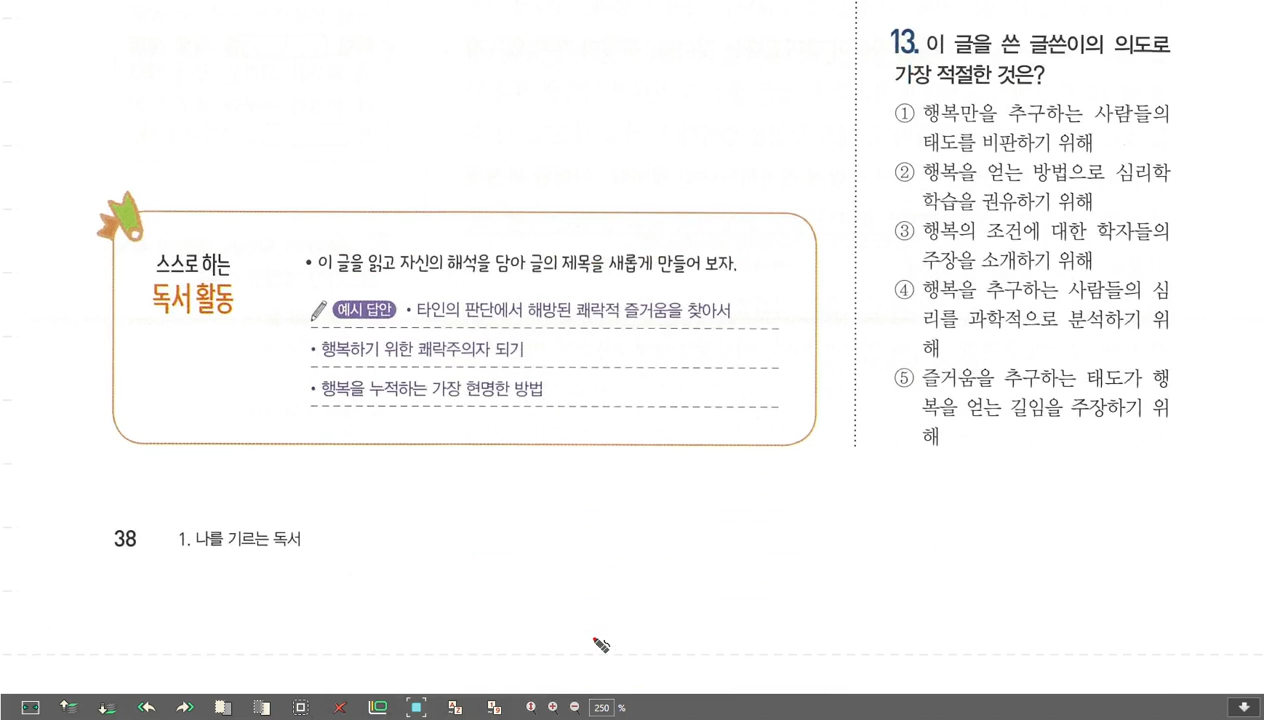 스스로 하는
독서 활동
• 이 글을 읽고 자신의 해석을 담아 글의 제목을 새롭게 만들어 보자.
예시 답안 • 타인의 판단에서 해방된 쾌락적 즐거움을 찾아서
• 행복하기 위한 쾌락주의자 되기
• 행복을 누적하는 가장 현명한 방법
38 1. 나를 기르는 독서
13. 이 글을 쓴 글쓴이의 의도로
가장 적절한 것은?
① 행복만을 추구하는 사람들의
태도를 비판하기 위해
② 행복을 얻는 방법으로 심리학
학습을 권유하기 위해
③ 행복의 조건에 대한 학자들의
주장을 소개하기 위해
④ 행복을 추구하는 사람들의 심
리를 과학적으로 분석하기 위
해
⑤ 즐거움을 추구하는 태도가 행
복을 얻는 길임을 주장하기 위
해
250 %